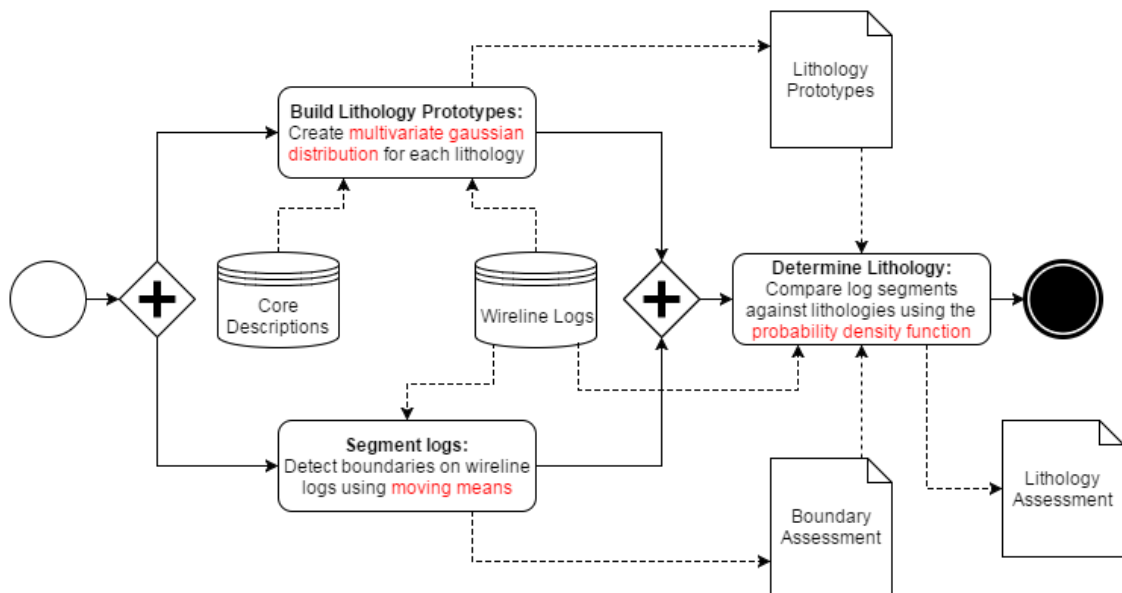 Lithology
Prototypes
Build Lithology Prototypes:
Create multivariate gaussian
distribution for each lithology
Core
Descriptions
Wireline Logs
Determine Lithology:
Compare log segments
against lithologies using the
probability density function
Segment logs:
Detect boundaries on wireline
logs using moving means
Boundary
Assessment
Lithology
Assessment